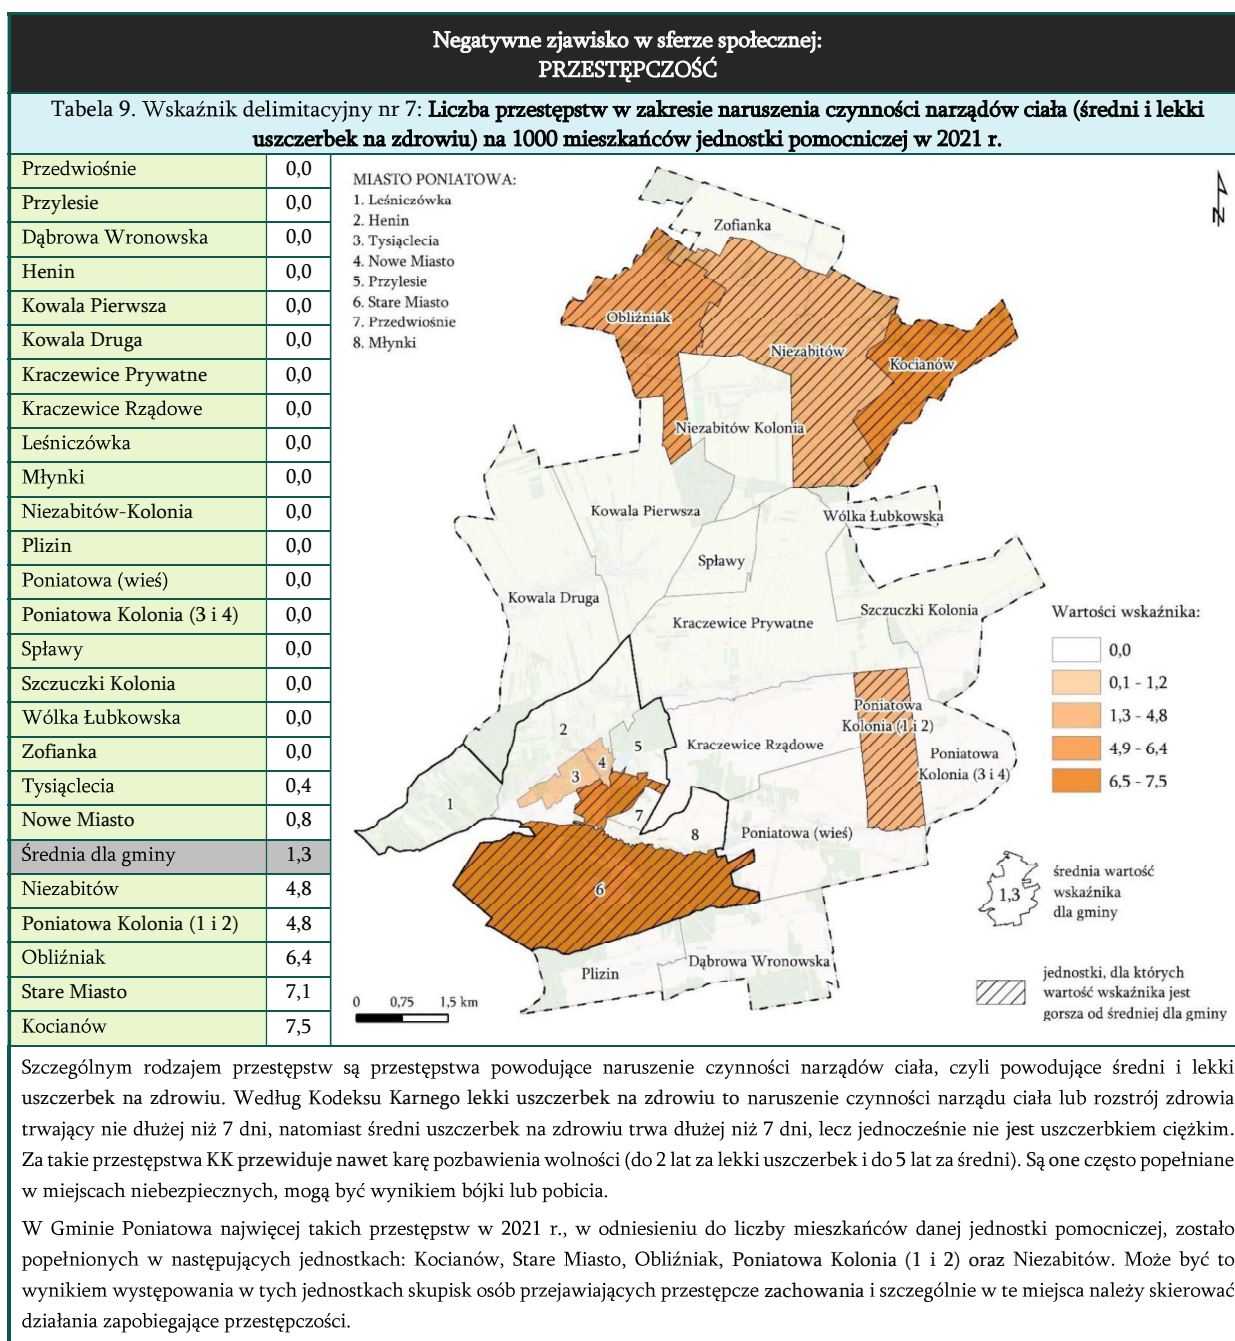 Negatywne zjawisko w sferze społecznej:
PRZESTĘPCZOŚĆ
Tabela 9. Wskaźnik delimitacyjny nr 7: Liczba przestępstw w zakresie naruszenia czynności narządów ciała (średni i lekki
uszczerbek na zdrowiu) na 1000 mieszkańców jednostki pomocniczej w 2021 r.
Przedwiośnie 0,0
Przylesie 0,0
Dąbrowa Wronowska 0,0
Henin 0,0
Kowala Pierwsza 0,0
Kowala Druga 0,0
Kraczewice Prywatne 0,0
Kraczewice Rządowe 0,0
Leśniczówka 0,0
Młynki 0,0
Niezabitów-Kolonia 0,0
Plizin 0,0
Poniatowa (wieś) 0,0
Poniatowa Kolonia (3 i 4) 0,0
Spławy 0,0
Szczuczki Kolonia 0,0
Wólka Łubkowska 0,0
Zofianka 0,0
Tysiąclecia 0,4
Nowe Miasto 0,8
Średnia dla gminy 1,3
Niezabitów 4,8
Poniatowa Kolonia (1 i 2) 4,8
Obliźniak 6,4
Stare Miasto 7,1
Kocianów 7,5
MIASTO PONIATOWA:
1. Leśniczówka
2. Henin
3. Tysiąclecia
4. Nowe Miasto
5. Przylesie
6. Stare Miasto
7. Przedwiośnie
8. Młynki
N
Zofianka
Obliźniak
Niezabitów
Kocianów
Niezabitów Kolonia
Kowala Pierwsza
Wólka Łubkowska
Spławy
Kowala Druga
Szczuczki Kolonia
Kraczewice Prywatne
Poniatowa
Kolonia (1 i 2)
Kraczewice Rządowe
Poniatowa
Kolonia (3 i 4)
2
5
4
3
1
7
8
Poniatowa (wieś)
6
Plizin
Dąbrowa Wronowska
0 0,75 1,5 km
Wartości wskaźnika:
0,0
0,1 - 1,2
1,3 - 4,8
4,9 - 6,4
6,5 - 7,5
1,3
średnia wartość
wskaźnika
dla gminy
jednostki, dla których
wartość wskaźnika jest
gorsza od średniej dla gminy
Szczególnym rodzajem przestępstw są przestępstwa powodujące naruszenie czynności narządów ciała, czyli powodujące średni i lekki
uszczerbek na zdrowiu. Według Kodeksu Karnego lekki uszczerbek na zdrowiu to naruszenie czynności narządu ciała lub rozstrój zdrowia
trwający nie dłużej niż 7 dni, natomiast średni uszczerbek na zdrowiu trwa dłużej niż 7 dni, lecz jednocześnie nie jest uszczerbkiem ciężkim.
Za takie przestępstwa KK przewiduje nawet karę pozbawienia wolności (do 2 lat za lekki uszczerbek i do 5 lat za średni). Są one często popełniane
w miejscach niebezpiecznych, mogą być wynikiem bójki lub pobicia.
W Gminie Poniatowa najwięcej takich przestępstw w 2021 r., w odniesieniu do liczby mieszkańców danej jednostki pomocniczej, zostało
popełnionych w następujących jednostkach: Kocianów, Stare Miasto, Obliźniak, Poniatowa Kolonia (1 i 2) oraz Niezabitów. Może być to
wynikiem występowania w tych jednostkach skupisk osób przejawiających przestępcze zachowania i szczególnie w te miejsca należy skierować
działania zapobiegające przestępczości.